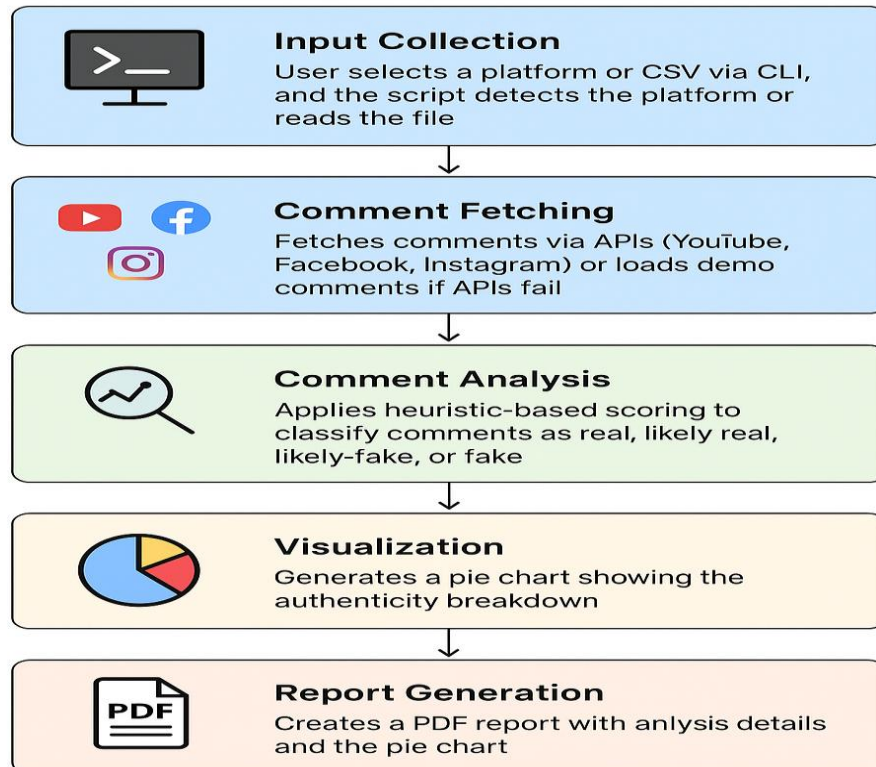 Input Collection
User selects a platform or CSV via CLI,
and the script detects the platform or
reads the file
Comment Fetching
Fetches comments via APIs (YouTube,
Facebook, Instagram) or loads demo
comments if APIs fail
Comment Analysis
Applies heuristic-based scoring to
classify comments as real, likely real,
likely-fake, or fake
Visualization
Generates a pie chart showing the
authenticity breakdown
PDF
Report Generation
Creates a PDF report with anlysis details
and the pie chart